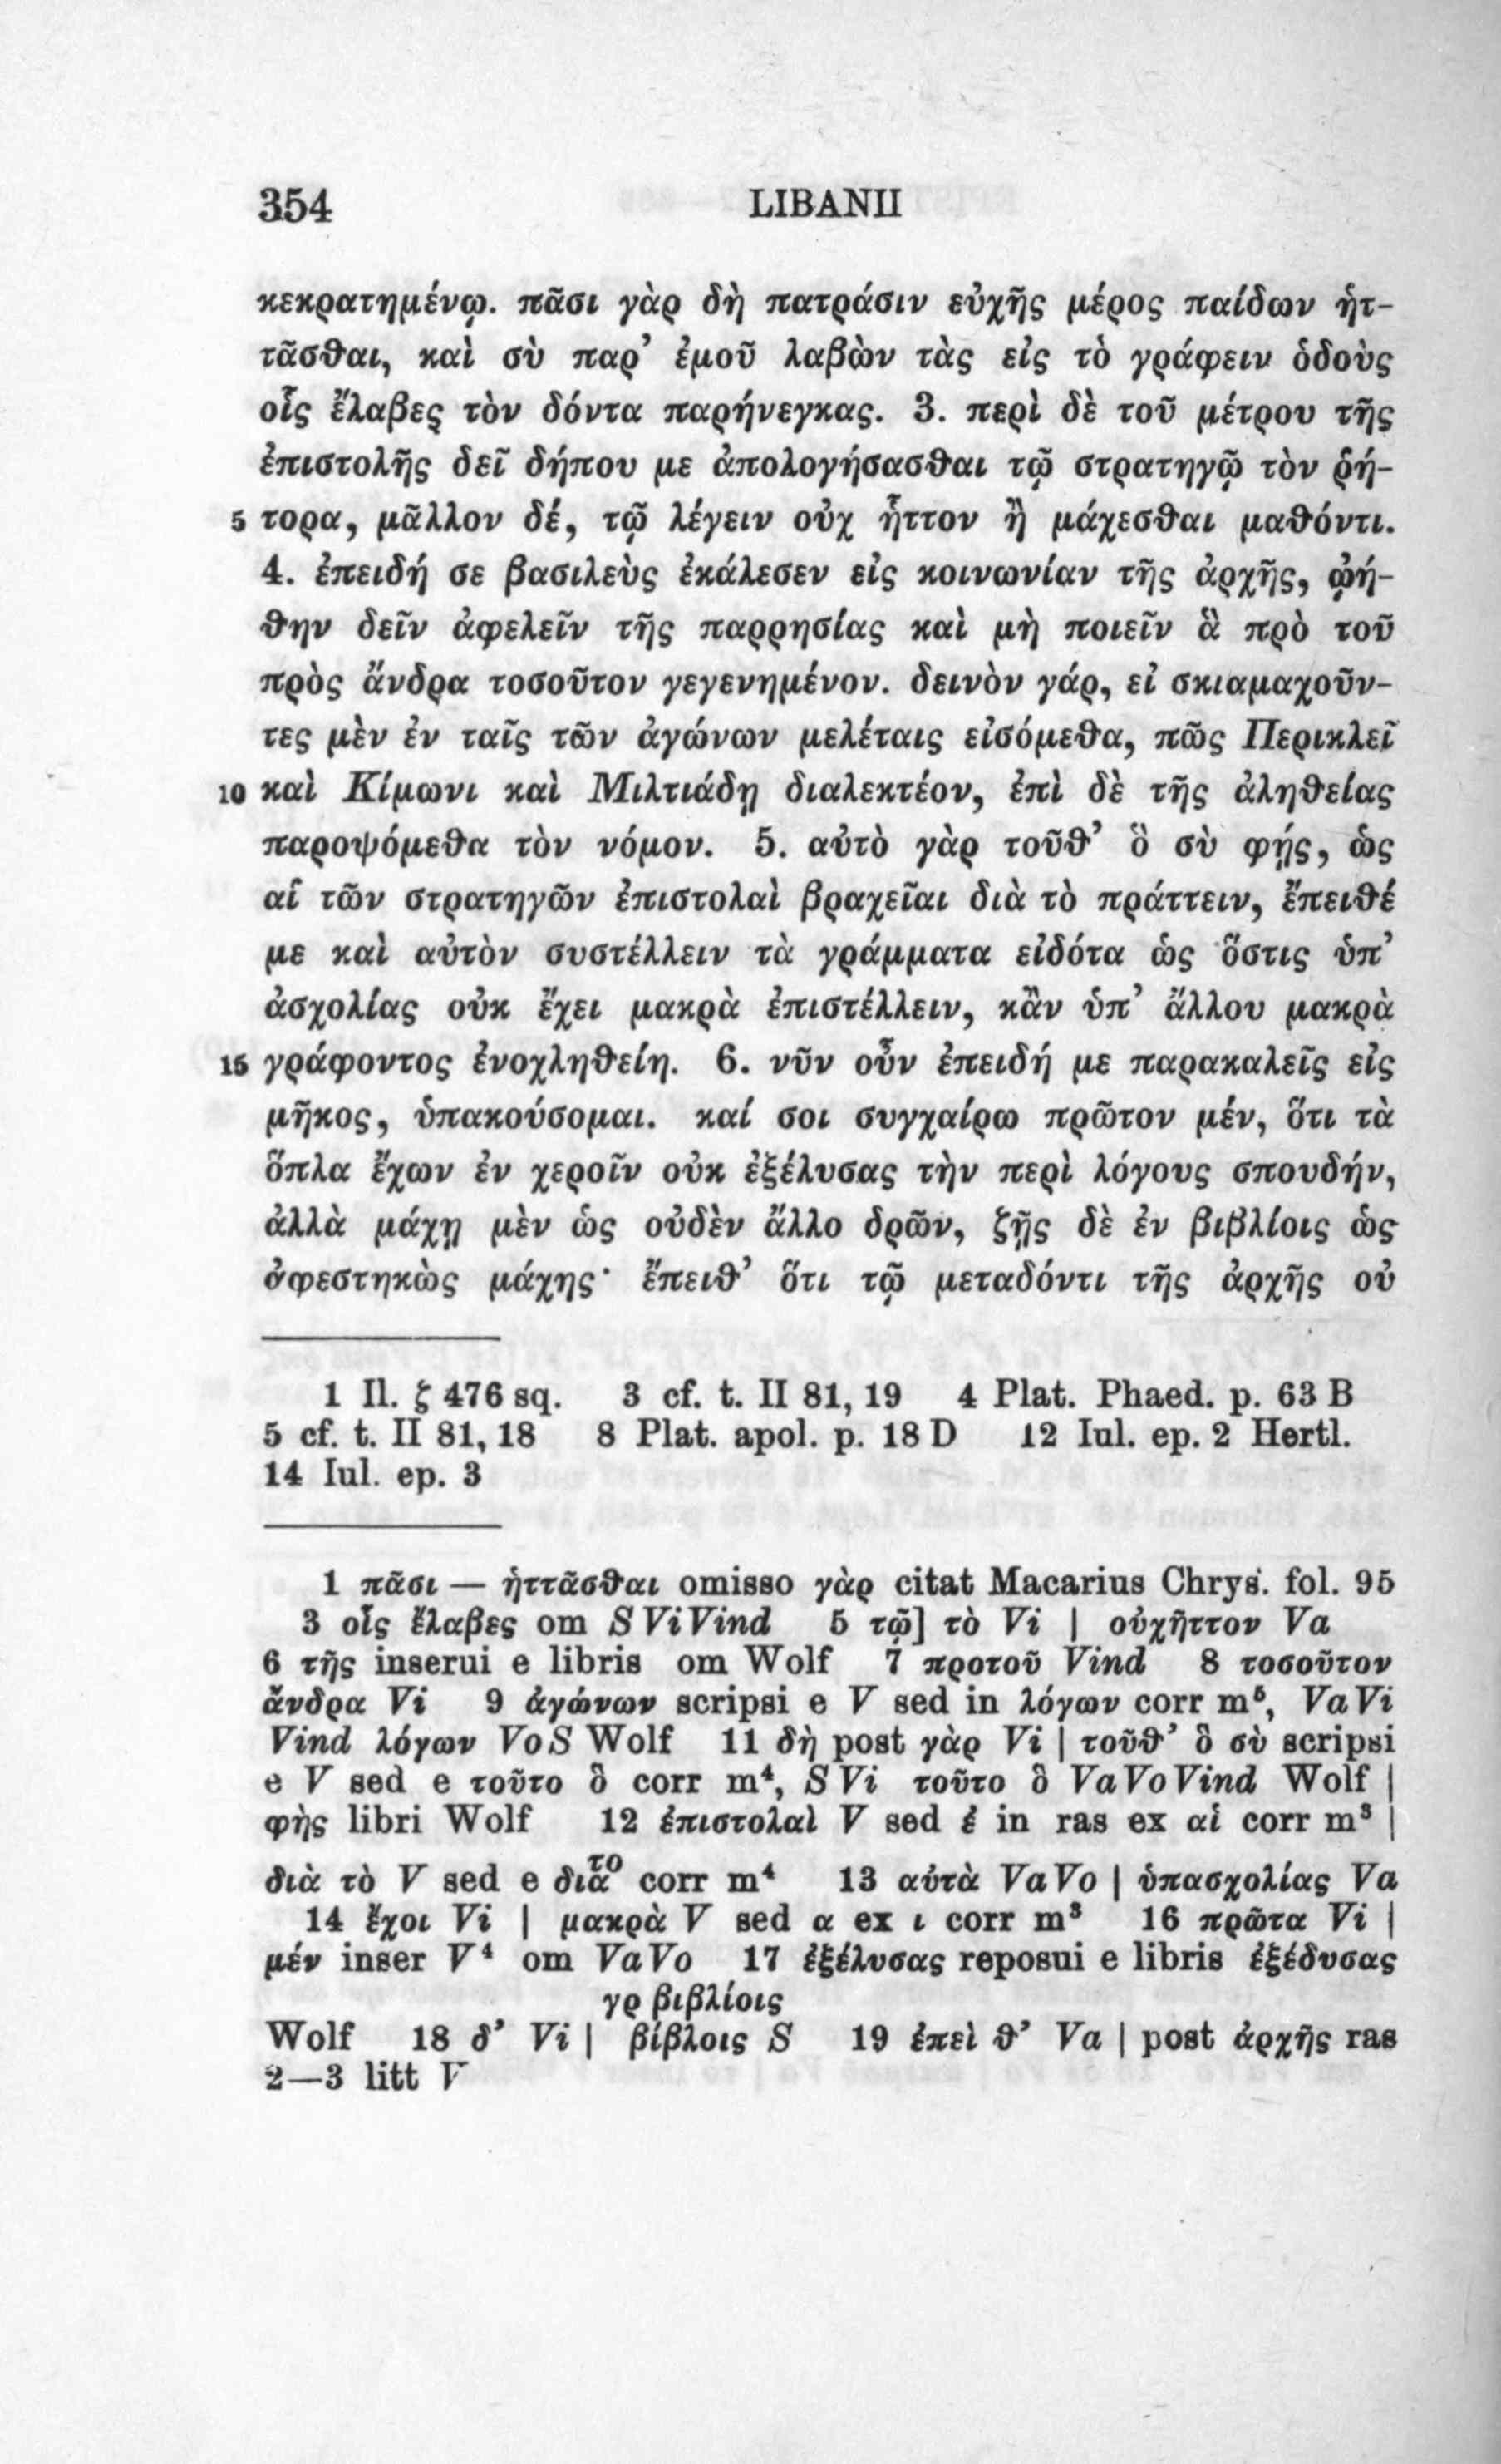 354 LIBANII
κεκρατημένῳ. πᾶσι γὰρ δὴ πατράσιν εὐχῆς μέρος παίδων ἡτ-
τᾶσθαι, καὶ σὺ παρ’ ἐμοῦ λαβὼν τὰς εἰς τὸ γράφειν ὁδοὺς
οἷς ἔλαβες τὸν δόντα παρήνεγκας. 3. περὶ δὲ τοῦ μέτρου τῆς
ἐπιστολῆς δεῖ δήπου με ἀπολογήσασθαι τῷ στρατηγῷ τὸν ῥή-
5 τορα, μᾶλλον δέ, τῷ λέγειν οὐχ ἧττον ἢ μάχεσθαι μαθόντι.
4. ἐπειδή σε βασιλεὺς ἐκάλεσεν εἰς κοινωνίαν τῆς ἀρχῆς, ᾠή-
θην δεῖν ἀφελεῖν τῆς παρρησίας καὶ μὴ ποιεῖν ἃ πρὸ τοῦ
πρὸς ἄνδρα τοσοῦτον γεγενημένον. δεινὸν γάρ, εἰ σκιαμαχοῦν-
τες μὲν ἐν ταῖς τῶν ἀγώνων μελέταις εἰσόμεθα, πῶς Περικλεῖ
10 καὶ Κίμωνι καὶ Μιλτιάδῃ διαλεκτέον, ἐπὶ δὲ τῆς ἀληθείας
παροψόμεθα τὸν νόμον. 5. αὐτὸ γὰρ τοῦθ’ ὃ σὺ φῄς, ὡς
αἱ τῶν στρατηγῶν ἐπιστολαὶ βραχεῖαι διὰ τὸ πράττειν, ἔπειθέ
με καὶ αὐτὸν συστέλλειν τὰ γράμματα εἰδότα ὡς ὅστις ὑπ’
ἀσχολίας οὐκ ἔχει μακρὰ ἐπιστέλλειν, κἂν ὑπ’ ἄλλου μακρὰ
15 γράφοντος ἐνοχληθείη. 6. νῦν οὖν ἐπειδή με παρακαλεῖς εἰς
μῆκος, ὑπακούσομαι. καί σοι συγχαίρω πρῶτον μέν, ὅτι τὰ
ὅπλα ἔχων ἐν χεροῖν οὐκ ἐξέλυσας τὴν περὶ λόγους σπουδήν,
ἀλλὰ μάχῃ μὲν ὡς οὐδὲν ἄλλο δρῶν, ζῇς δὲ ἐν βιβλίοις ὡς
ἀφεστηκὼς μάχης· ἔπειθ’ ὅτι τῷ μεταδόντι τῆς ἀρχῆς οὐ
1 Il. ζ 476 sq. 3 cf. t. II 81, 19 4 Plat. Phaed. p. 63 B
5 cf. t. II 81, 18 8 Plat. apol. p. 18 D 12 Iul. ep. 2 Hertl.
14 Iul. ep. 3
1 πᾶσι — ἡττᾶσθαι omisso γὰρ citat Macarius Chrys. fol. 95
3 οἷς ἔλαβες om S Vi Vind 5 τῷ] τὸ Vi | οὐχῆττον Va
6 τῆς inserui e libris om Wolf 7 προτοῦ Vind 8 τοσοῦτον
ἄνδρα Vi 9 ἀγώνων scripsi e V sed in λόγων corr m⁵, Va Vi
Vind λόγων Vo S Wolf 11 δὴ post γὰρ Vi | τοῦθ’ ὃ σὺ scripsi
e V sed e τοῦτο ὃ corr m⁴, S Vi τοῦτο ὃ Va Vo Vind Wolf |
φὴς libri Wolf 12 ἐπιστολαὶ V sed ἐ in ras ex αἱ corr m³ |
διὰ τὸ V sed e διατο corr m⁴ 13 αὐτὰ Va Vo | ὑπασχολίας Va
14 ἔχοι Vi | μακρὰ V sed α ex ι corr m³ 16 πρῶτα Vi |
μέν inser V⁴ om Va Vo 17 ἐξέλυσας reposui e libris ἐξέδυσας
γρ βιβλίοις
Wolf 18 δ’ Vi | βίβλοις S 19 ἐπεὶ θ’ Va | post ἀρχῆς ras
2—3 litt V